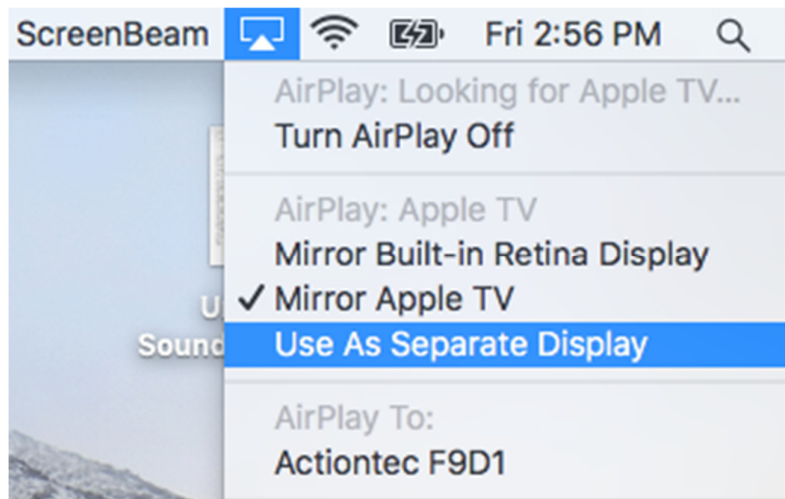 ScreenBeam Fri 2:56 PM
AirPlay: Looking for Apple TV...
Turn AirPlay Off
AirPlay: Apple TV
Mirror Built-in Retina Display
✓ Mirror Apple TV
Use As Separate Display
AirPlay To:
Actiontec F9D1